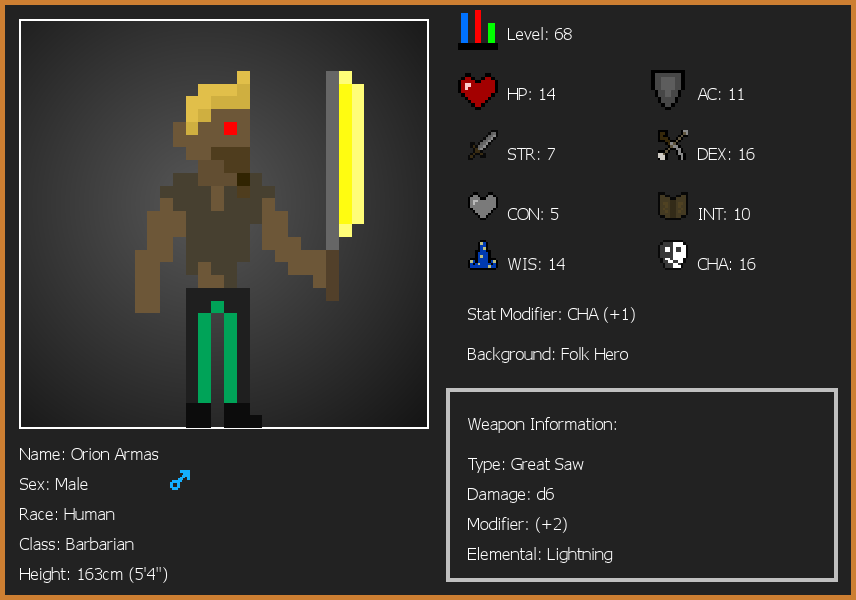 Level: 68
HP: 14
AC: 11
STR: 7
DEX: 16
CON: 5
INT: 10
WIS: 14
CHA: 16
Stat Modifier: CHA (+1)
Background: Folk Hero
Weapon Information:
Type: Great Saw
Damage: d6
Modifier: (+2)
Elemental: Lightning
Name: Orion Armas
Sex: Male
Race: Human
Class: Barbarian
Height: 163cm (5'4")